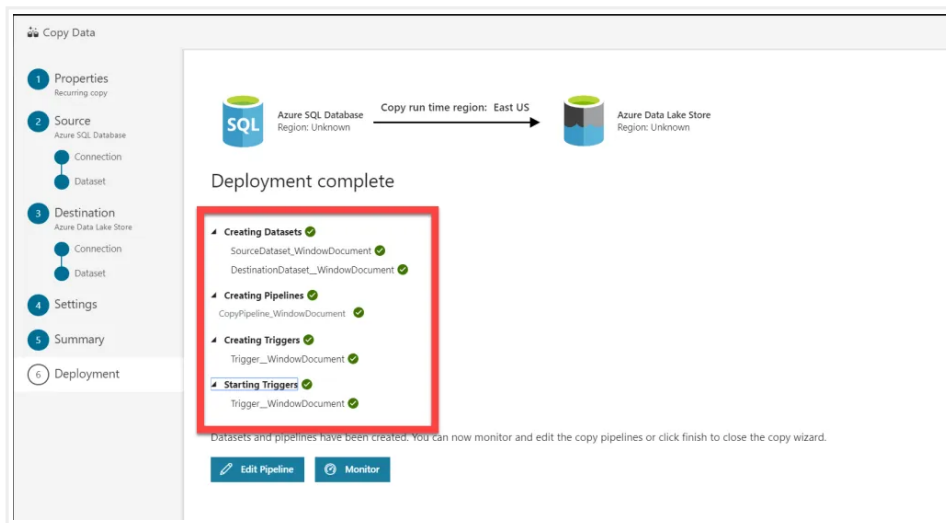 Copy Data
1
Properties
Recurring copy
2
Source
Azure SQL Database
Connection
Dataset
3
Destination
Azure Data Lake Store
Connection
Dataset
4
Settings
5
Summary
6
Deployment
SQL
Azure SQL Database
Region: Unknown
Copy run time region: East US
Azure Data Lake Store
Region: Unknown
Deployment complete
Creating Datasets
SourceDataset_WindowDocument
DestinationDataset__WindowDocument
Creating Pipelines
CopyPipeline_WindowDocument
Creating Triggers
Trigger__WindowDocument
Starting Triggers
Trigger__WindowDocument
Datasets and pipelines have been created. You can now monitor and edit the copy pipelines or click finish to close the copy wizard.
Edit Pipeline
Monitor